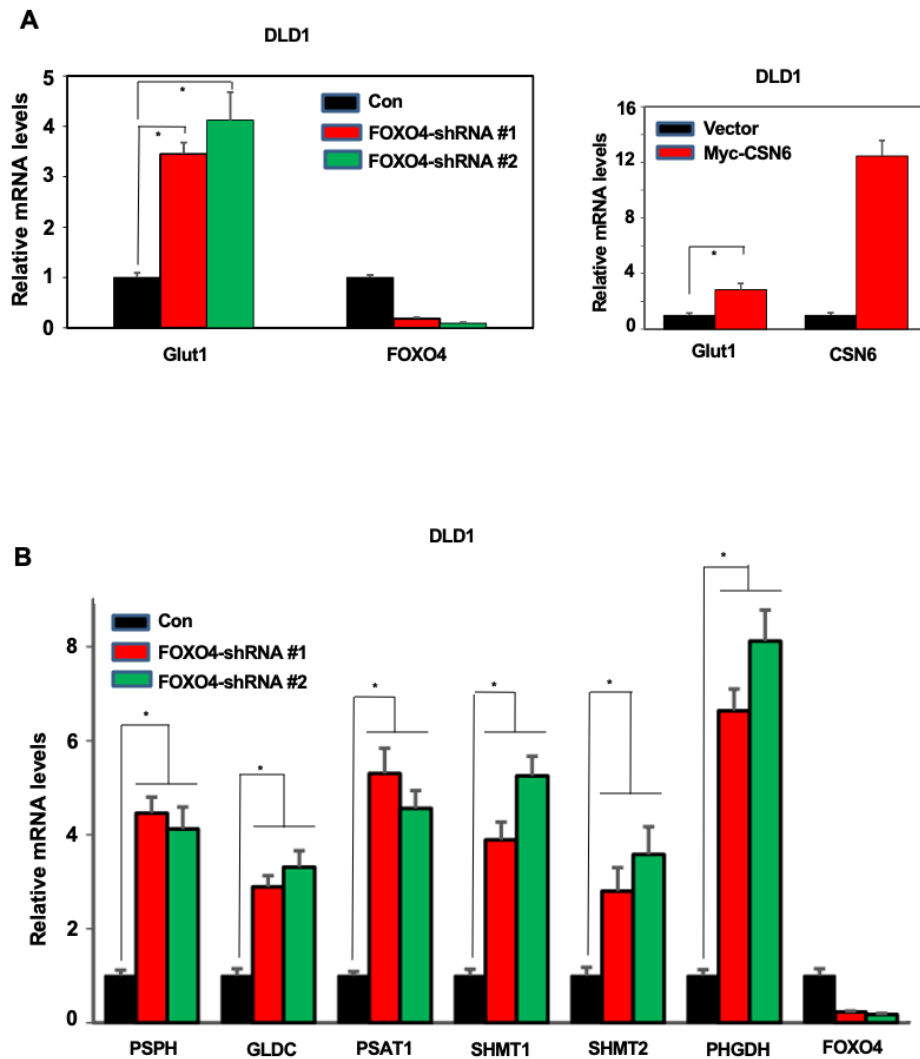 A
DLD1
Relative mRNA levels
5
4
3
2
1
0
*
*
Con
FOXO4-shRNA #1
FOXO4-shRNA #2
Glut1 FOXO4
DLD1
Relative mRNA levels
16
12
8
4
0
Vector
Myc-CSN6
*
Glut1 CSN6
B
DLD1
Relative mRNA levels
8
6
4
2
0
Con
FOXO4-shRNA #1
FOXO4-shRNA #2
* * * * * *
PSPH GLDC PSAT1 SHMT1 SHMT2 PHGDH FOXO4